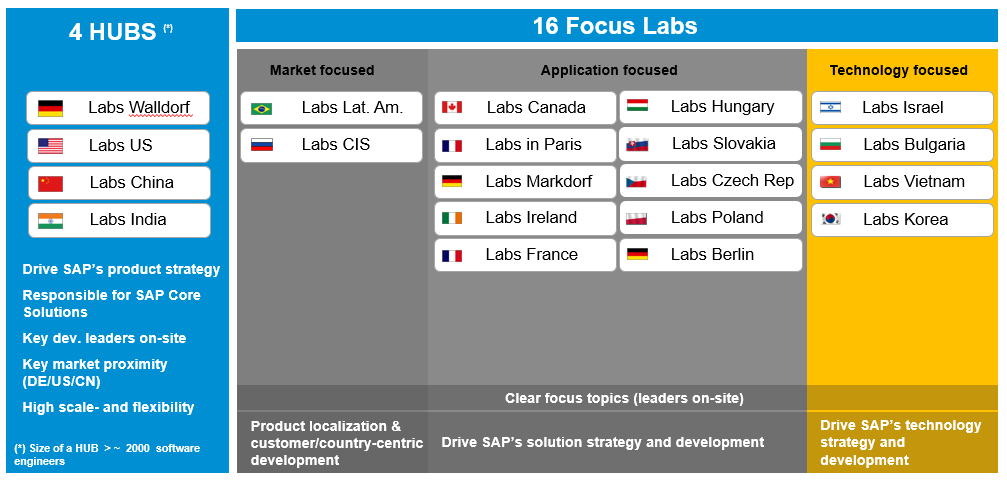 4 HUBS (*)
Labs Walldorf
Labs US
Labs China
Labs India
Drive SAP's product strategy
Responsible for SAP Core
Solutions
Key dev. leaders on-site
Key market proximity
(DE/US/CN)
High scale- and flexibility
(*) Size of a HUB > ~ 2000 software
engineers
16 Focus Labs
Market focused
Labs Lat. Am.
Labs CIS
Application focused
Labs Canada
Labs in Paris
Labs Markdorf
Labs Ireland
Labs France
Labs Hungary
Labs Slovakia
Labs Czech Rep
Labs Poland
Labs Berlin
Technology focused
Labs Israel
Labs Bulgaria
Labs Vietnam
Labs Korea
Clear focus topics (leaders on-site)
Product localization &
customer/country-centric
development
Drive SAP's solution strategy and development
Drive SAP's technology
strategy and
development